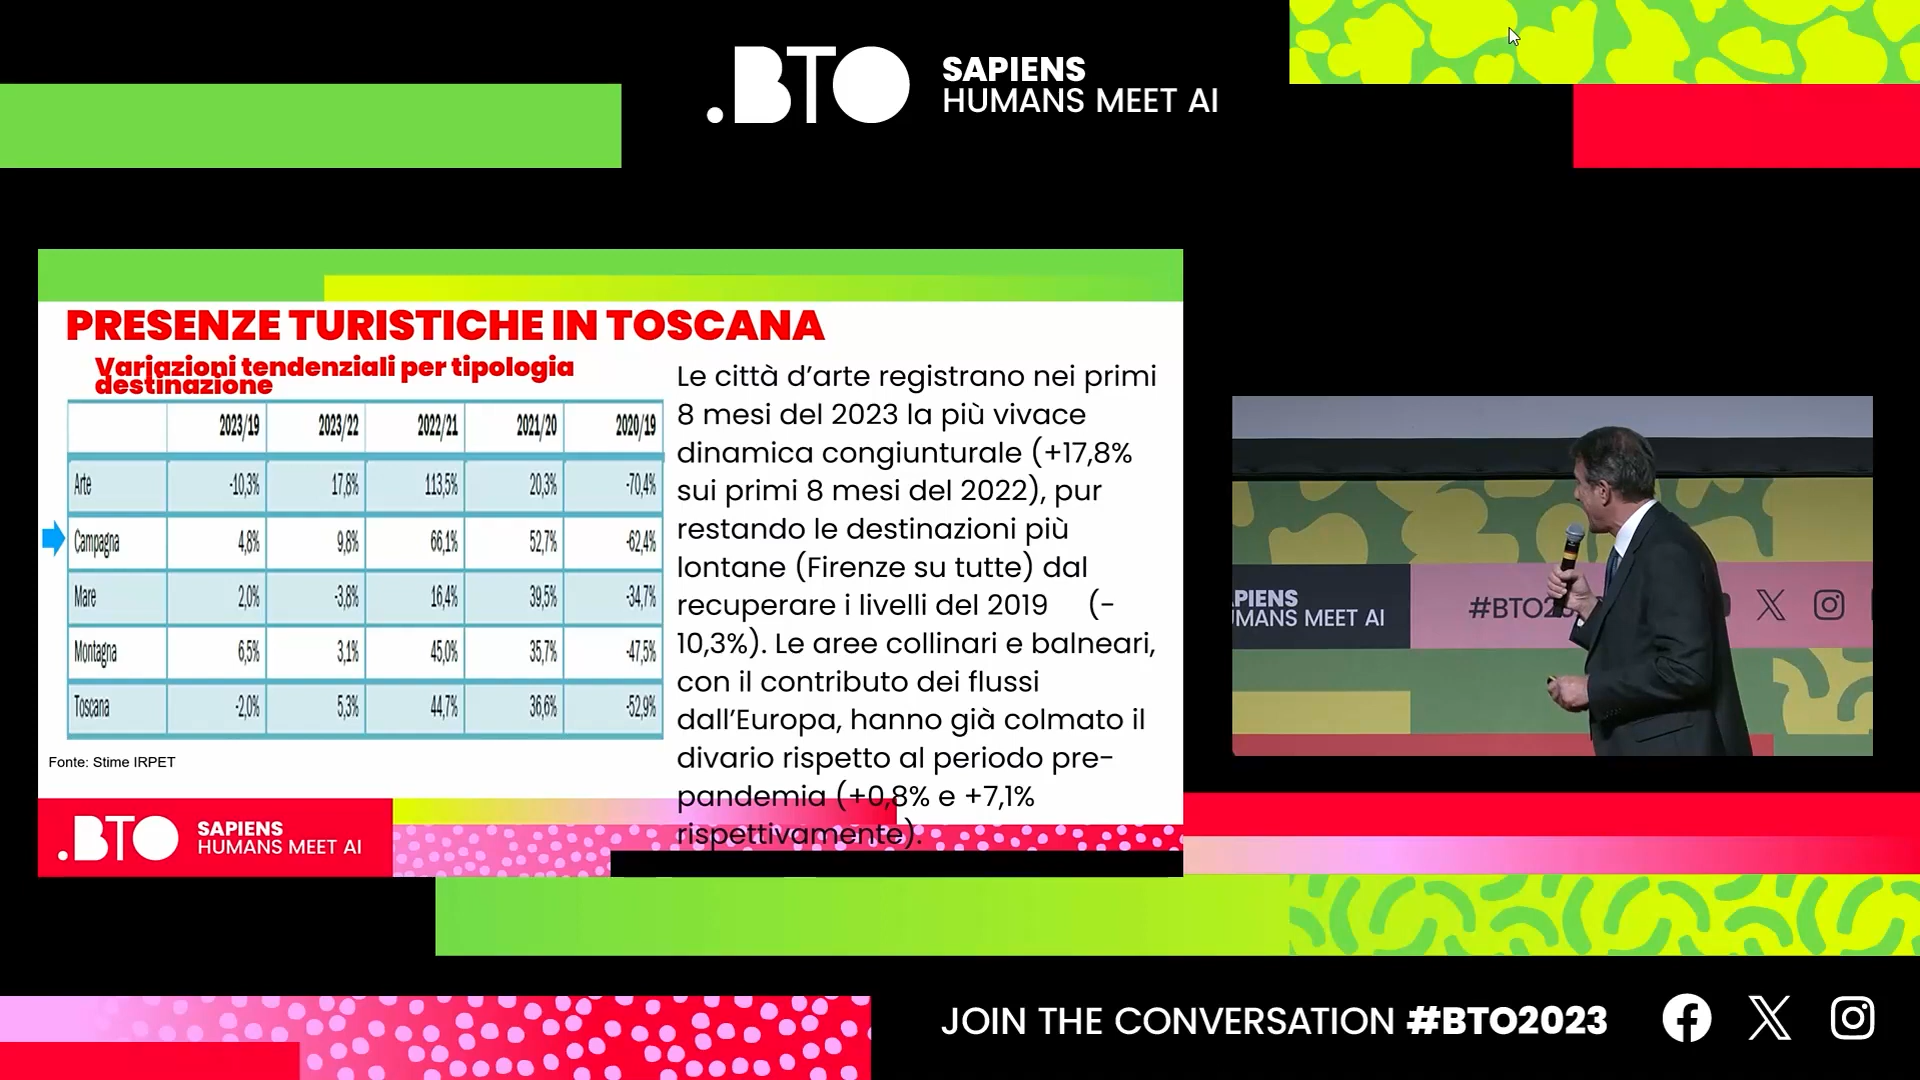 .BTO
SAPIENS
HUMANS MEET AI
PRESENZE TURISTICHE IN TOSCANA
Variazioni tendenziali per tipologia
destinazione
2023/19 2023/22 2022/21 2021/20 2020/19
Arte -10,3% 17,8% 113,5% 20,3% -70,4%
Campagna 4,8% 9,8% 66,1% 52,7% -62,4%
Mare 2,0% -3,8% 16,4% 39,5% -34,7%
Montagna 6,5% 3,1% 45,0% 35,7% -47,5%
Toscana -2,0% 5,3% 44,7% 36,6% -52,9%
Fonte: Stime IRPET
Le città d’arte registrano nei primi
8 mesi del 2023 la più vivace
dinamica congiunturale (+17,8%
sui primi 8 mesi del 2022), pur
restando le destinazioni più
lontane (Firenze su tutte) dal
recuperare i livelli del 2019 (-
10,3%). Le aree collinari e balneari,
con il contributo dei flussi
dall’Europa, hanno già colmato il
divario rispetto al periodo pre-
pandemia (+0,8% e +7,1%
rispettivamente).
.BTO
SAPIENS
HUMANS MEET AI
PIENS
MANS MEET AI
#BTO20
JOIN THE CONVERSATION #BTO2023